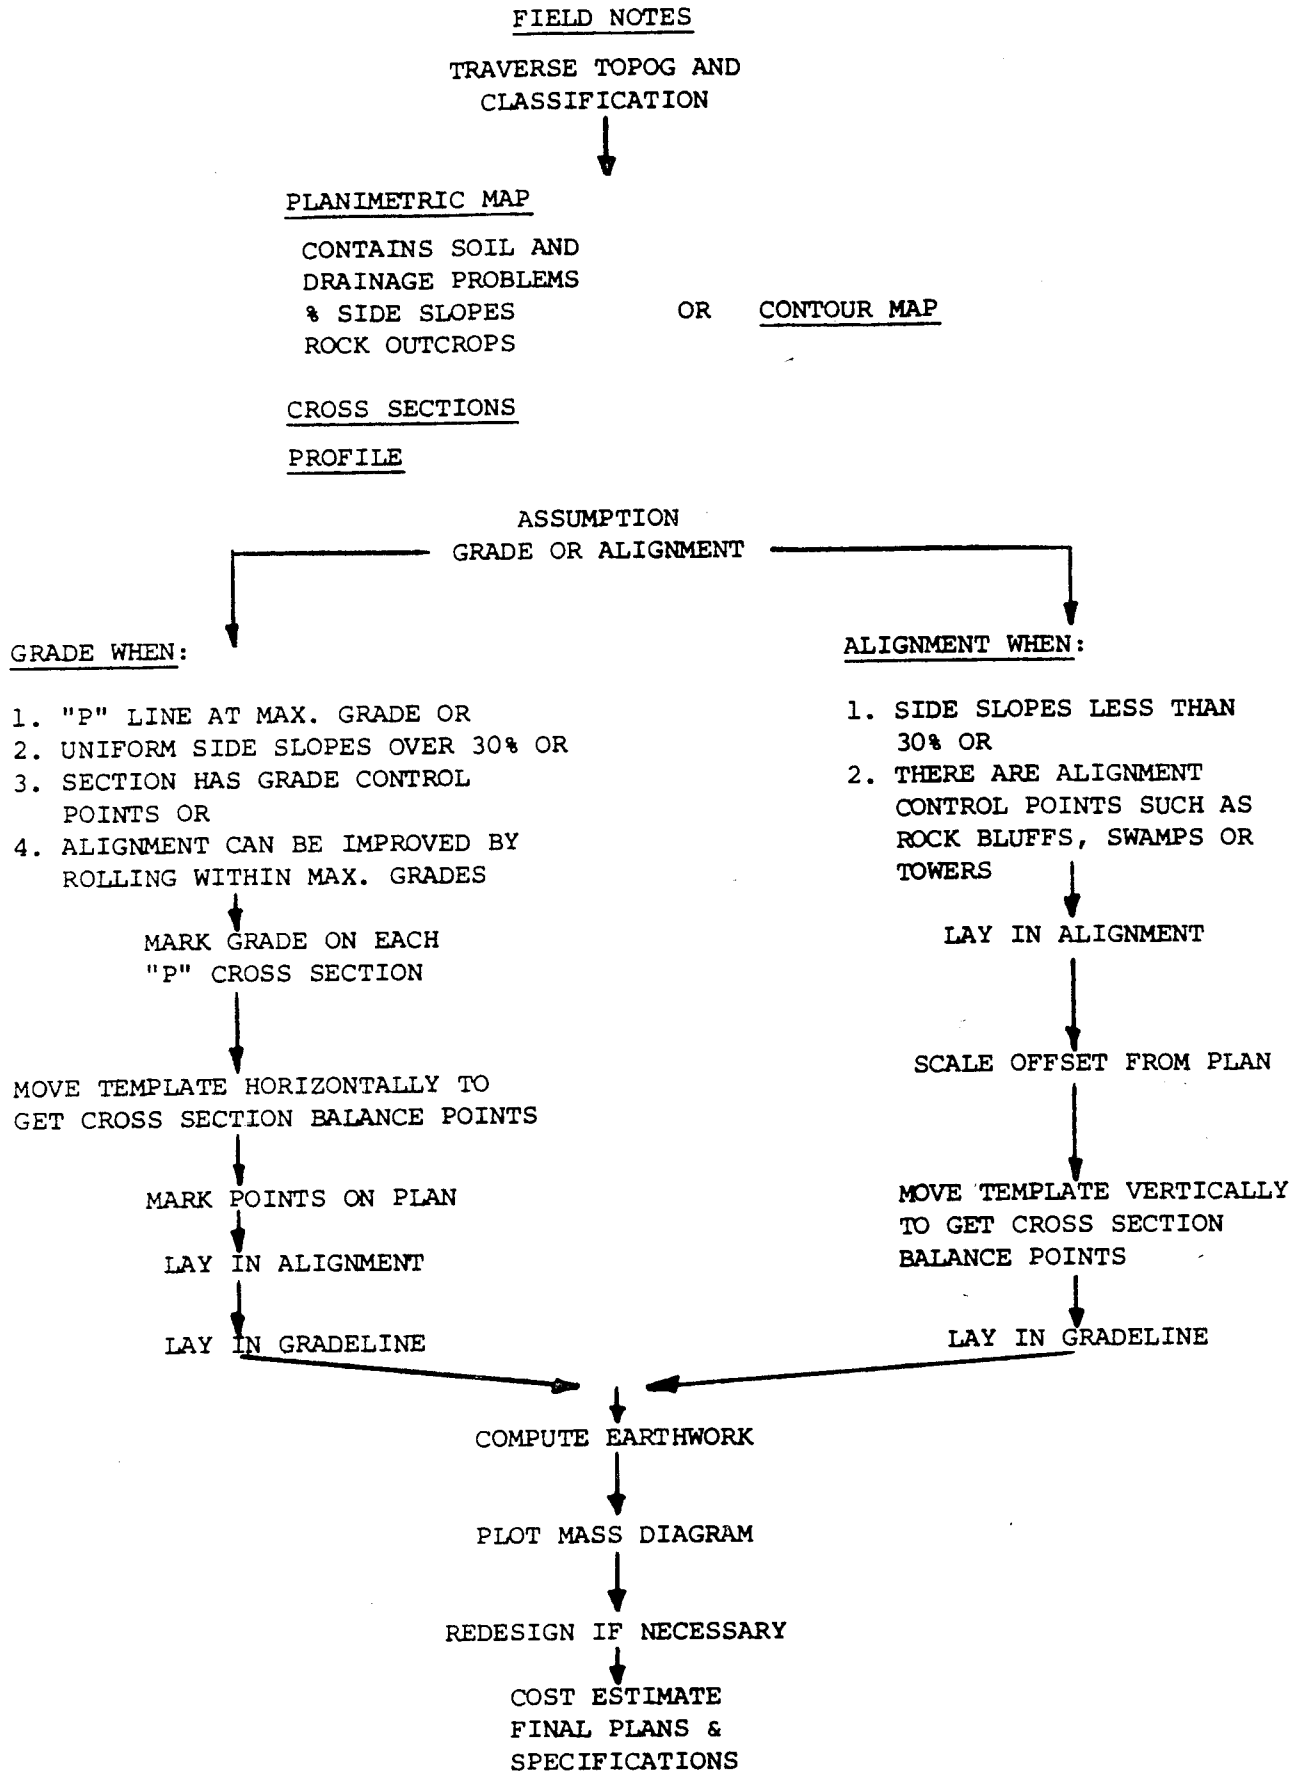 FIELD NOTES
TRAVERSE TOPOG AND
CLASSIFICATION
PLANIMETRIC MAP
CONTAINS SOIL AND
DRAINAGE PROBLEMS
% SIDE SLOPES
ROCK OUTCROPS
OR CONTOUR MAP
CROSS SECTIONS
PROFILE
ASSUMPTION
GRADE OR ALIGNMENT
GRADE WHEN:
1. "P" LINE AT MAX. GRADE OR
2. UNIFORM SIDE SLOPES OVER 30% OR
3. SECTION HAS GRADE CONTROL
POINTS OR
4. ALIGNMENT CAN BE IMPROVED BY
ROLLING WITHIN MAX. GRADES
MARK GRADE ON EACH
"P" CROSS SECTION
MOVE TEMPLATE HORIZONTALLY TO
GET CROSS SECTION BALANCE POINTS
MARK POINTS ON PLAN
LAY IN ALIGNMENT
LAY IN GRADELINE
ALIGNMENT WHEN:
1. SIDE SLOPES LESS THAN
30% OR
2. THERE ARE ALIGNMENT
CONTROL POINTS SUCH AS
ROCK BLUFFS, SWAMPS OR
TOWERS
LAY IN ALIGNMENT
SCALE OFFSET FROM PLAN
MOVE TEMPLATE VERTICALLY
TO GET CROSS SECTION
BALANCE POINTS
LAY IN GRADELINE
COMPUTE EARTHWORK
PLOT MASS DIAGRAM
REDESIGN IF NECESSARY
COST ESTIMATE
FINAL PLANS &
SPECIFICATIONS